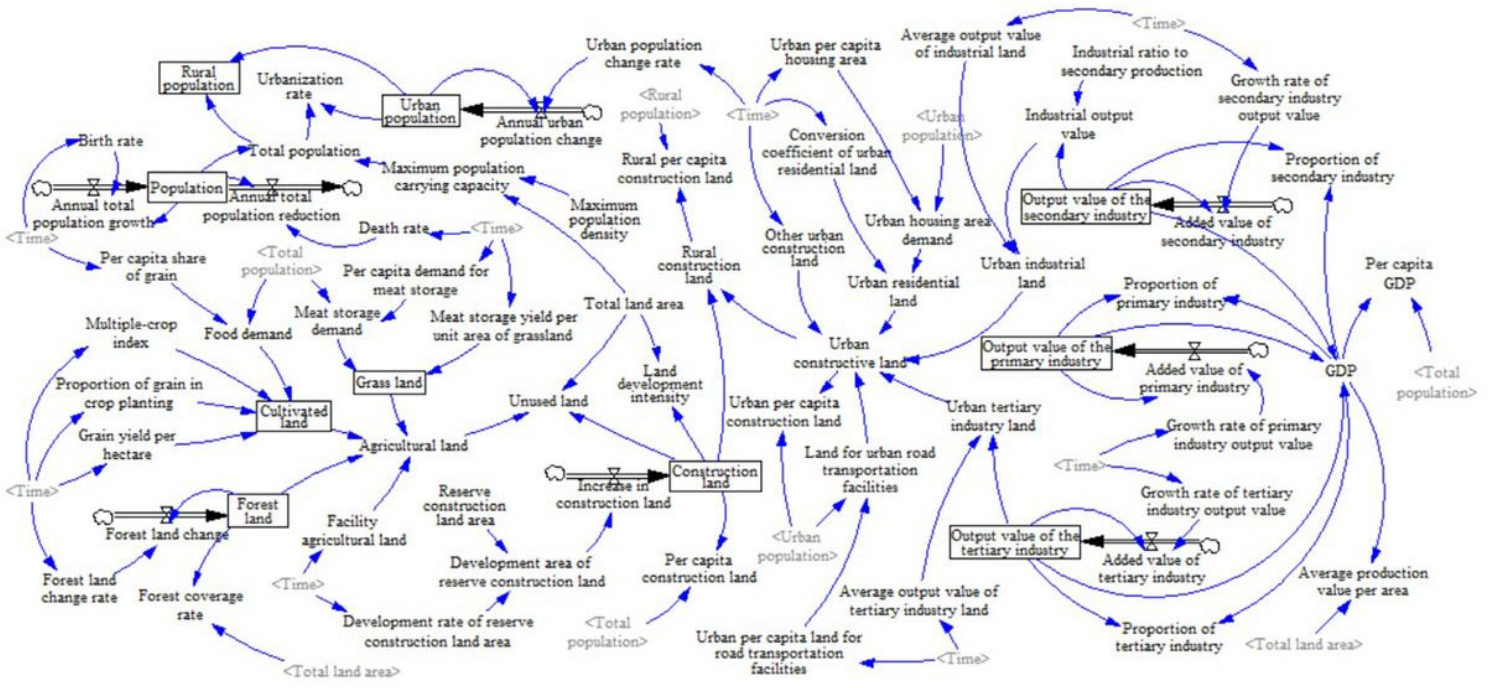 <Time>
Urban population
change rate
Urban per capita
housing area
Average output value
of industrial land
Industrial ratio to
secondary production
Growth rate of
secondary industry
output value
Rural
population
Urbanization
rate
Urban
population
Annual urban
population change
<Rural
population>
<Time>
Conversion
coefficient of urban
residential land
<Urban
population>
Industrial output
value
Birth rate
Total population
Maximum population
carrying capacity
Rural per capita
construction land
Proportion of
secondary industry
Population
Annual total
population growth
Annual total
population reduction
Output value of the
secondary industry
Added value of
secondary industry
<Time>
Death rate
<Time>
Maximum
population
density
Urban housing area
demand
Other urban
construction
land
Per capita share
of grain
<Total
population>
Per capita demand for
meat storage
Rural
construction
land
Urban residential
land
Urban industrial
land
Per capita
GDP
Proportion of
primary industry
Multiple-crop
index
Food demand
Meat storage
demand
Meat storage yield per
unit area of grassland
Total land area
Urban
constructive land
Output value of the
primary industry
Added value of
primary industry
GDP
<Total
population>
Proportion of grain in
crop planting
Grass land
Land
development
intensity
Cultivated
land
Unused land
Urban per capita
construction land
Urban tertiary
industry land
Grain yield per
hectare
Agricultural land
Growth rate of primary
industry output value
Land for urban road
transportation
facilities
<Time>
<Time>
Construction
land
Increase in
construction land
Reserve
construction
land area
Growth rate of tertiary
industry output value
Forest
land
Forest land change
Facility
agricultural land
<Urban
population>
Output value of the
tertiary industry
Added value of
tertiary industry
Forest land
change rate
Forest coverage
rate
<Time>
Development area of
reserve construction land
Per capita
construction land
Average output value of
tertiary industry land
Average production
value per area
Development rate of reserve
construction land area
<Total
population>
Urban per capita land for
road transportation
facilities
<Time>
Proportion of
tertiary industry
<Total land area>
<Total land area>